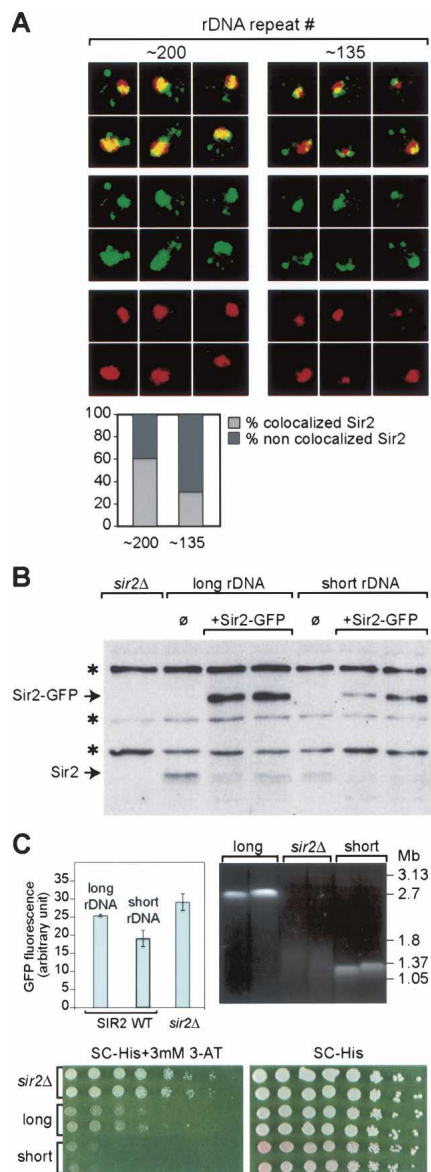 A
rDNA repeat #
~200 ~135
100
80
60
40
20
0
~200 ~135
% colocalized Sir2
% non colocalized Sir2
B
sir2Δ long rDNA short rDNA
ø +Sir2-GFP ø +Sir2-GFP
*
Sir2-GFP
*
*
Sir2
C
GFP fluorescence
(arbitrary unit)
35
30
25
20
15
10
5
0
long
rDNA
short
rDNA
SIR2 WT sir2Δ
long sir2Δ short Mb
3.13
2.7
1.8
1.37
1.05
SC-His+3mM 3-AT SC-His
sir2Δ
long
short